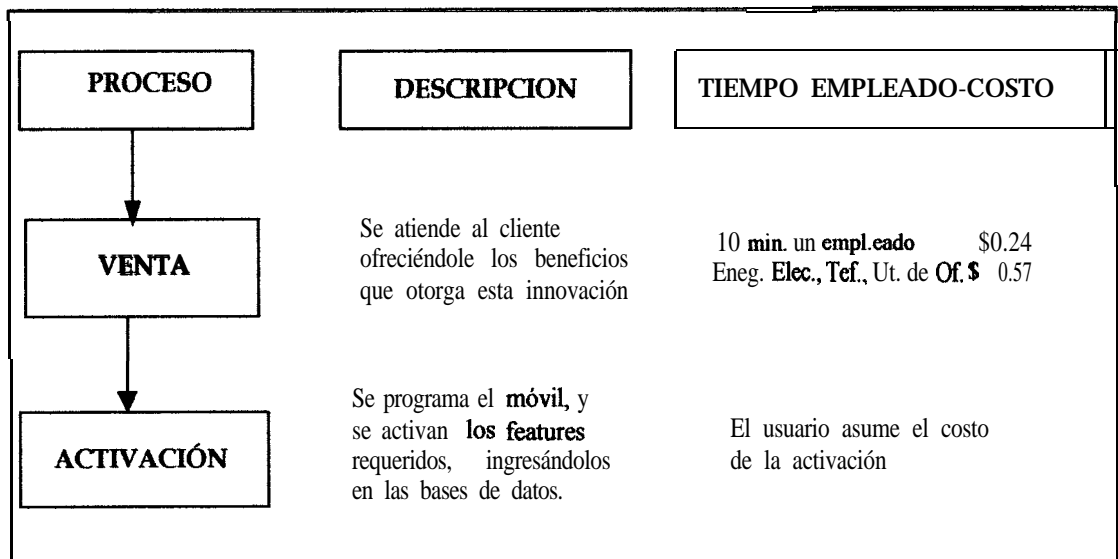 PROCESO
DESCRIPCION
TIEMPO EMPLEADO-COSTO
VENTA
Se atiende al cliente
ofreciéndole los beneficios
que otorga esta innovación
10 min. un empl.eado $0.24
Eneg. Elec., Tef., Ut. de Of. $ 0.57
ACTIVACIÓN
Se programa el móvil, y
se activan los features
requeridos, ingresándolos
en las bases de datos.
El usuario asume el costo
de la activación